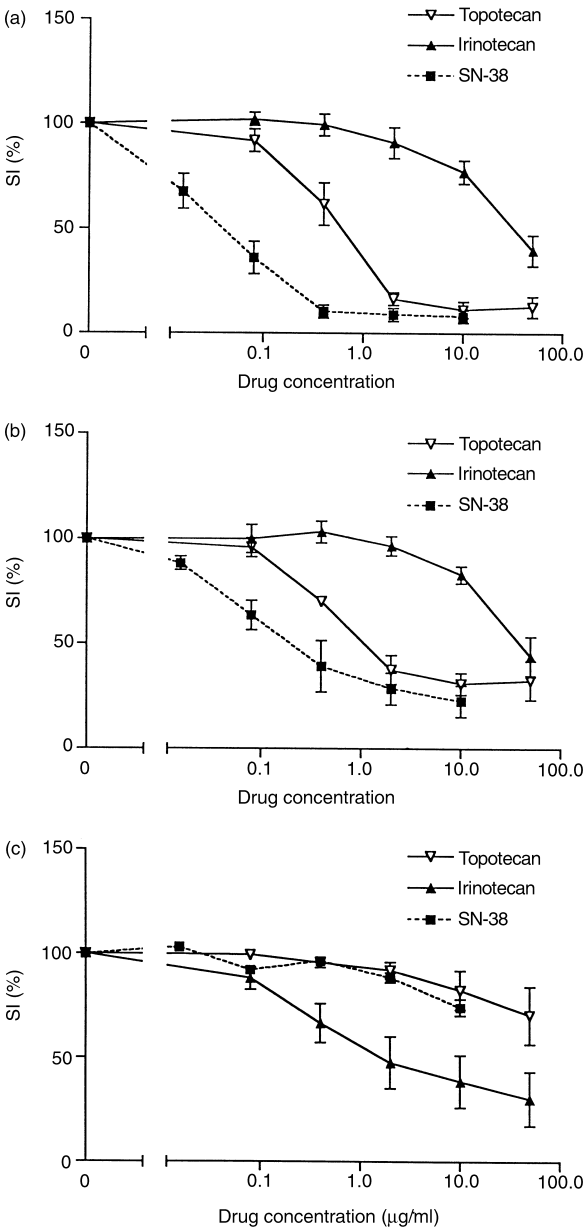 (a)
150
100
50
0
SI (%)
Topotecan
Irinotecan
SN-38
0 0.1 1.0 10.0 100.0
Drug concentration
(b)
150
100
50
0
SI (%)
Topotecan
Irinotecan
SN-38
0 0.1 1.0 10.0 100.0
Drug concentration
(c)
150
100
50
0
SI (%)
Topotecan
Irinotecan
SN-38
0 0.1 1.0 10.0 100.0
Drug concentration (μg/ml)